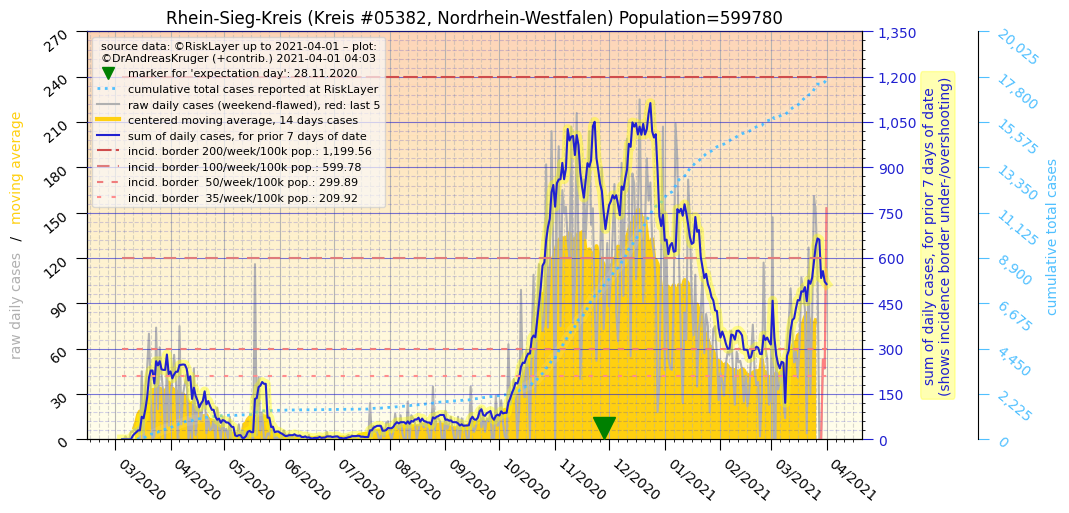 Rhein-Sieg-Kreis (Kreis #05382, Nordrhein-Westfalen) Population=599780
source data: ©RiskLayer up to 2021-04-01 – plot:
©DrAndreasKruger (+contrib.) 2021-04-01 04:03
marker for 'expectation day': 28.11.2020
cumulative total cases reported at RiskLayer
raw daily cases (weekend-flawed), red: last 5
centered moving average, 14 days cases
sum of daily cases, for prior 7 days of date
incid. border 200/week/100k pop.: 1,199.56
incid. border 100/week/100k pop.: 599.78
incid. border  50/week/100k pop.: 299.89
incid. border  35/week/100k pop.: 209.92
raw daily cases / moving average
270
240
210
180
150
120
90
60
30
0
1,350
1,200
1,050
900
750
600
450
300
150
0
sum of daily cases, for prior 7 days of date
(shows incidence border under-/overshooting)
20,025
17,800
15,575
13,350
11,125
8,900
6,675
4,450
2,225
0
cumulative total cases
03/2020
04/2020
05/2020
06/2020
07/2020
08/2020
09/2020
10/2020
11/2020
12/2020
01/2021
02/2021
03/2021
04/2021